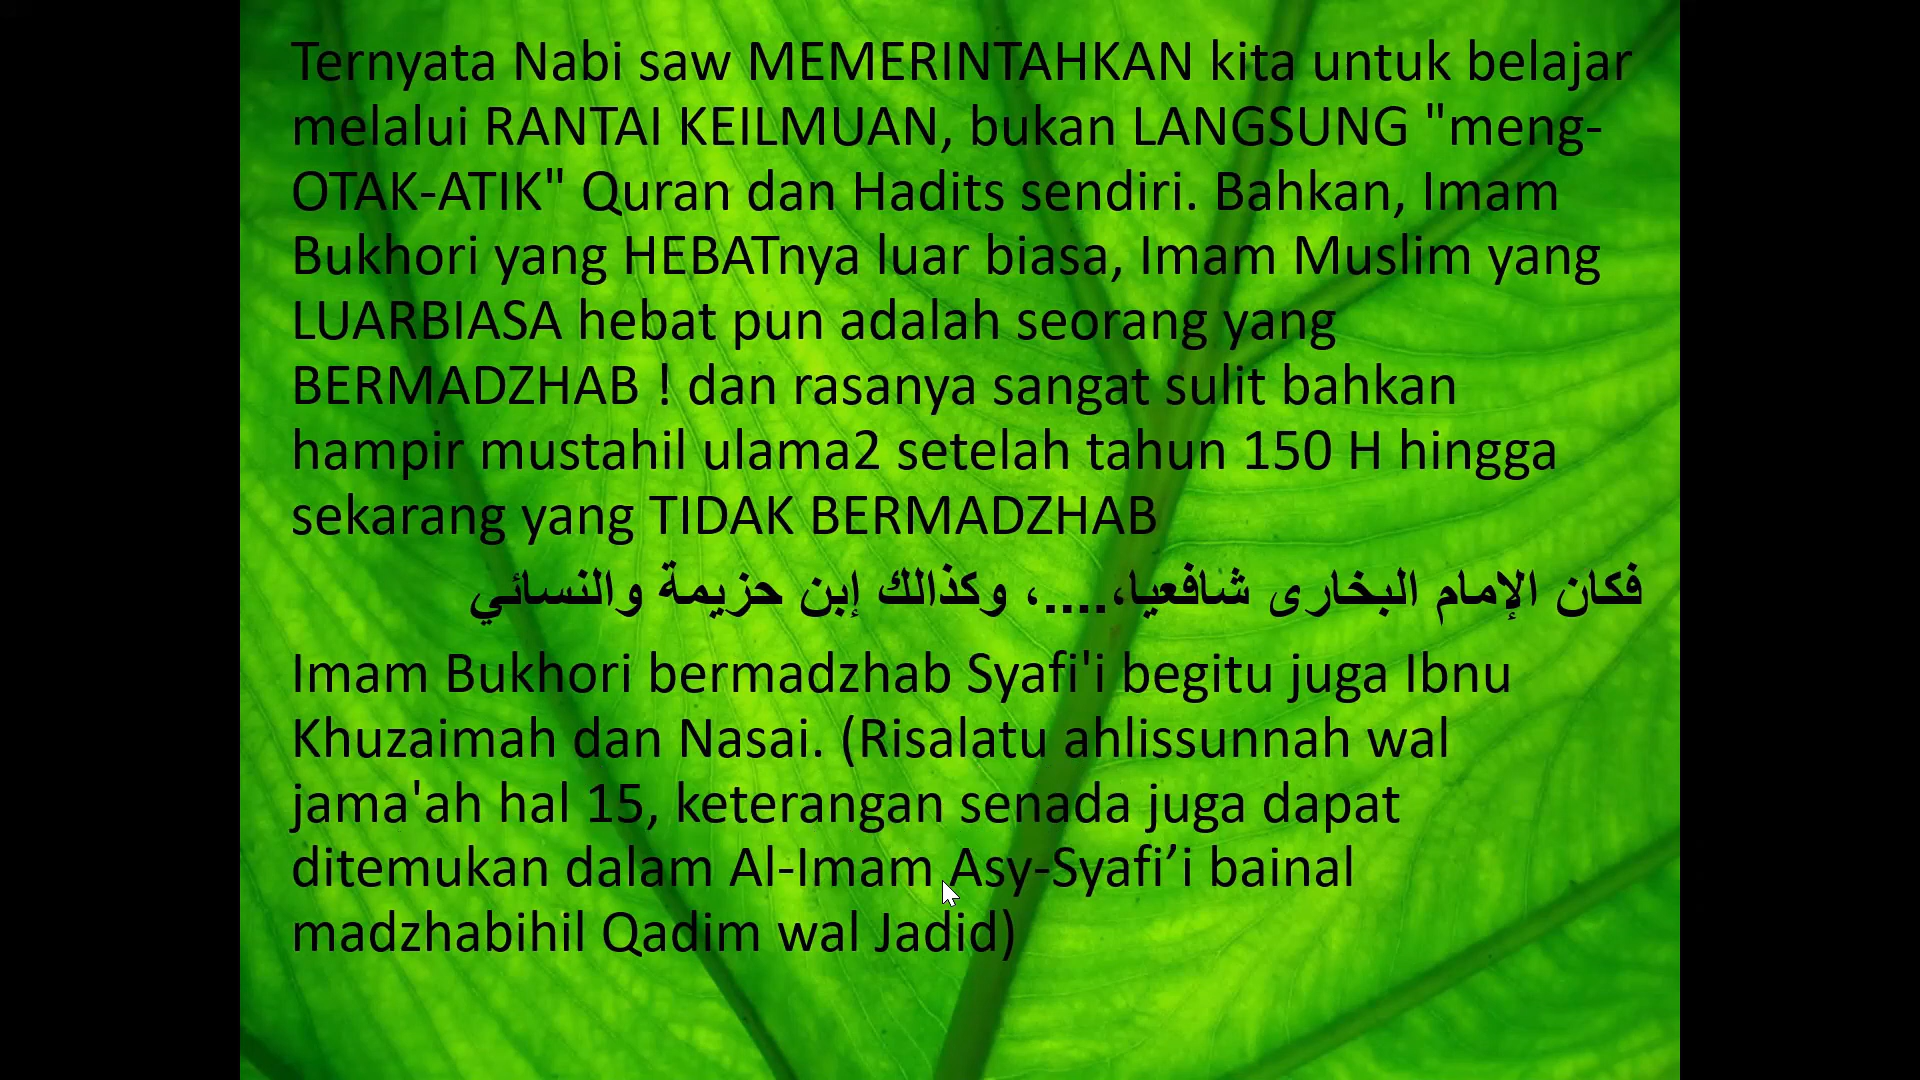 Ternyata Nabi saw MEMERINTAHKAN kita untuk belajar
melalui RANTAI KEILMUAN, bukan LANGSUNG "meng-
OTAK-ATIK" Quran dan Hadits sendiri. Bahkan, Imam
Bukhori yang HEBATnya luar biasa, Imam Muslim yang
LUARBIASA hebat pun adalah seorang yang
BERMADZHAB ! dan rasanya sangat sulit bahkan
hampir mustahil ulama2 setelah tahun 150 H hingga
sekarang yang TIDAK BERMADZHAB
فكان الإمام البخارى شافعيا،....، وكذالك إبن حزيمة والنسائي
Imam Bukhori bermadzhab Syafi'i begitu juga Ibnu
Khuzaimah dan Nasai. (Risalatu ahlissunnah wal
jama'ah hal 15, keterangan senada juga dapat
ditemukan dalam Al-Imam Asy-Syafi’i bainal
madzhabihil Qadim wal Jadid)